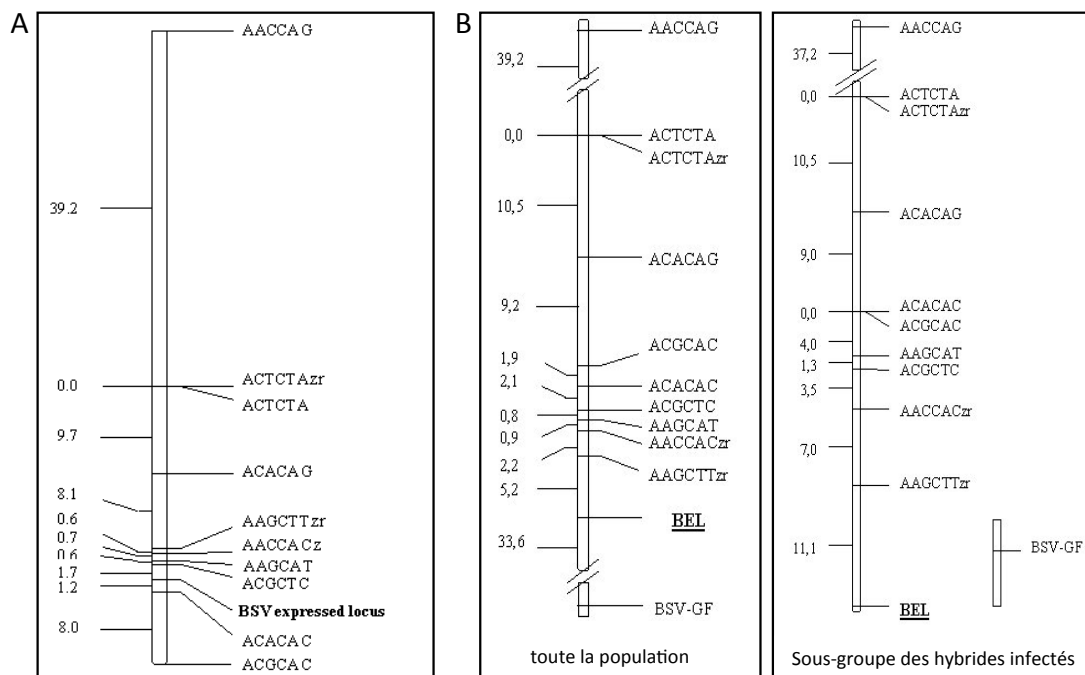 A
AACCAG
39.2
0.0
ACTCTAzr
ACTCTA
9.7
ACACAG
8.1
0.6
AAGCTTzr
0.7
AACCACz
0.6
AAGCAT
1.7
ACGCTC
1.2
BSV expressed locus
8.0
ACACAC
ACGCAC
B
AACCAG
39,2
0,0
ACTCTA
ACTCTAzr
10,5
ACACAG
9,2
ACGCAC
1,9
2,1
ACACAC
ACGCTC
0,8
AAGCAT
0,9
AACCACzr
2,2
AAGCTTzr
5,2
BEL
33,6
BSV-GF
toute la population
AACCAG
37,2
0,0
ACTCTA
ACTCTAzr
10,5
ACACAG
9,0
0,0
ACACAC
ACGCAC
4,0
AAGCAT
1,3
ACGCTC
3,5
AACCACzr
7,0
AAGCTTzr
11,1
BSV-GF
BEL
Sous-groupe des hybrides infectés